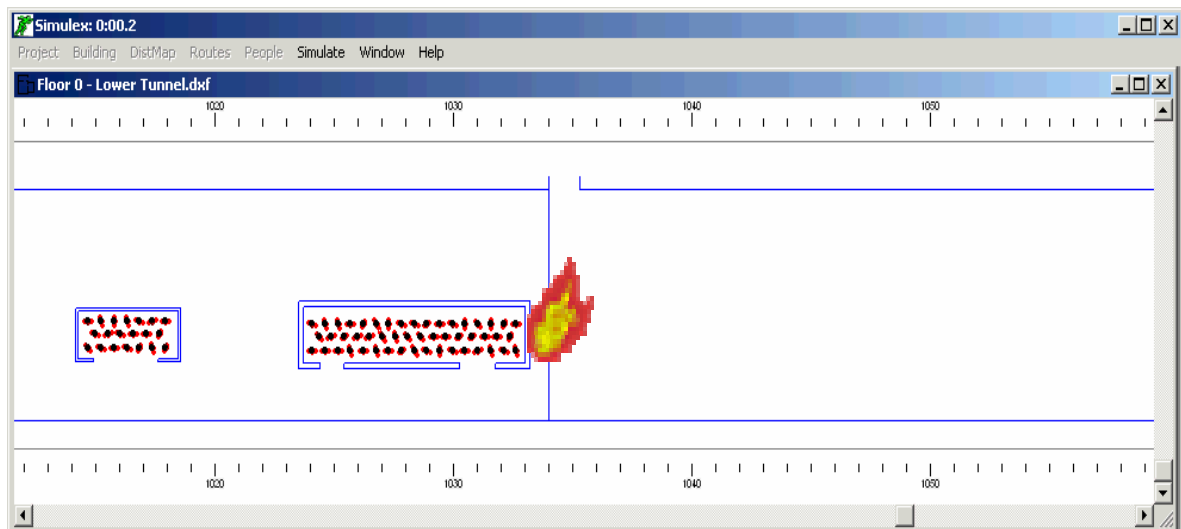 Simulex: 0:00.2
Project Building DistMap Routes People Simulate Window Help
Floor 0 - Lower Tunnel.dxf
1020 1030 1040 1050
1020 1030 1040 1050